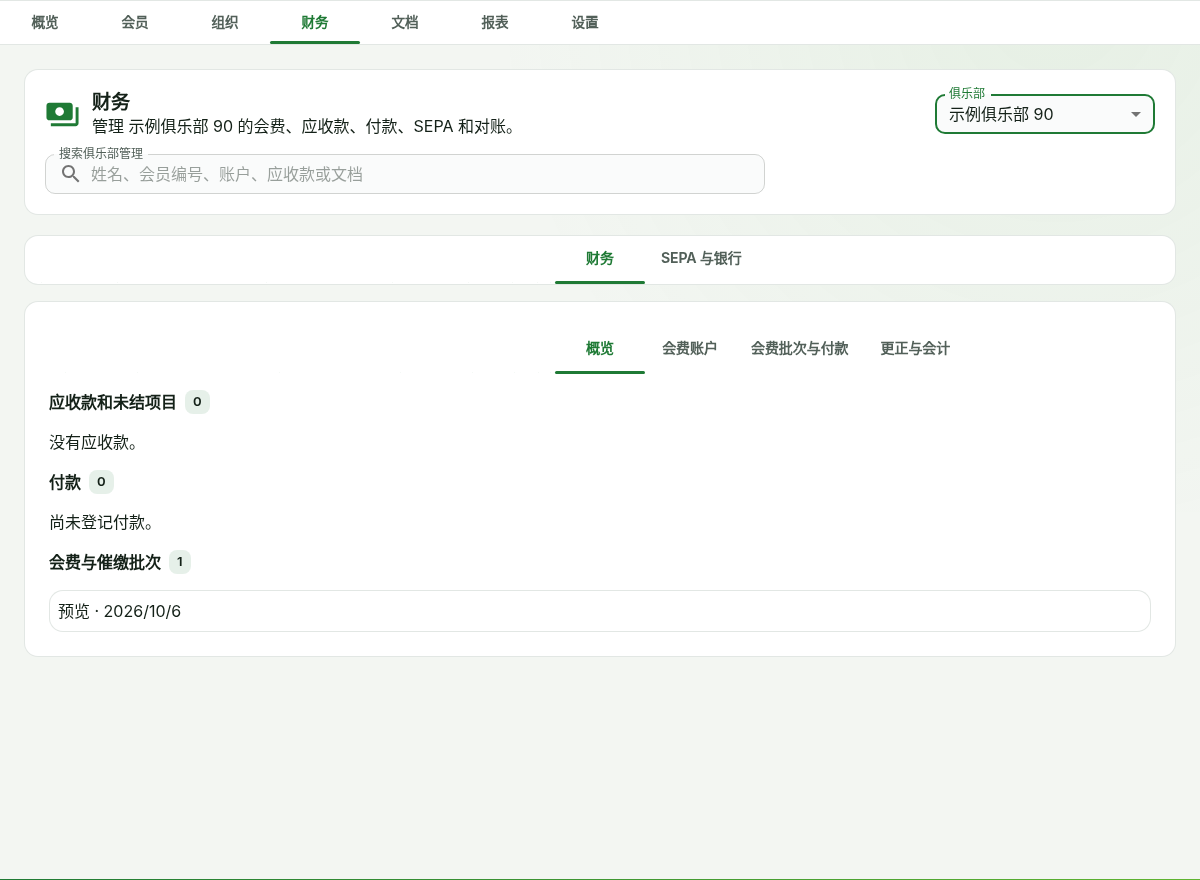 概览 会员 组织 财务 文档 报表 设置
财务
管理 示例俱乐部 90 的会费、应收款、付款、SEPA 和对账。
俱乐部
示例俱乐部 90
搜索俱乐部管理
姓名、会员编号、账户、应收款或文档
财务 SEPA 与银行
概览 会费账户 会费批次与付款 更正与会计
应收款和未结项目 0
没有应收款。
付款 0
尚未登记付款。
会费与催缴批次 1
预览 · 2026/10/6